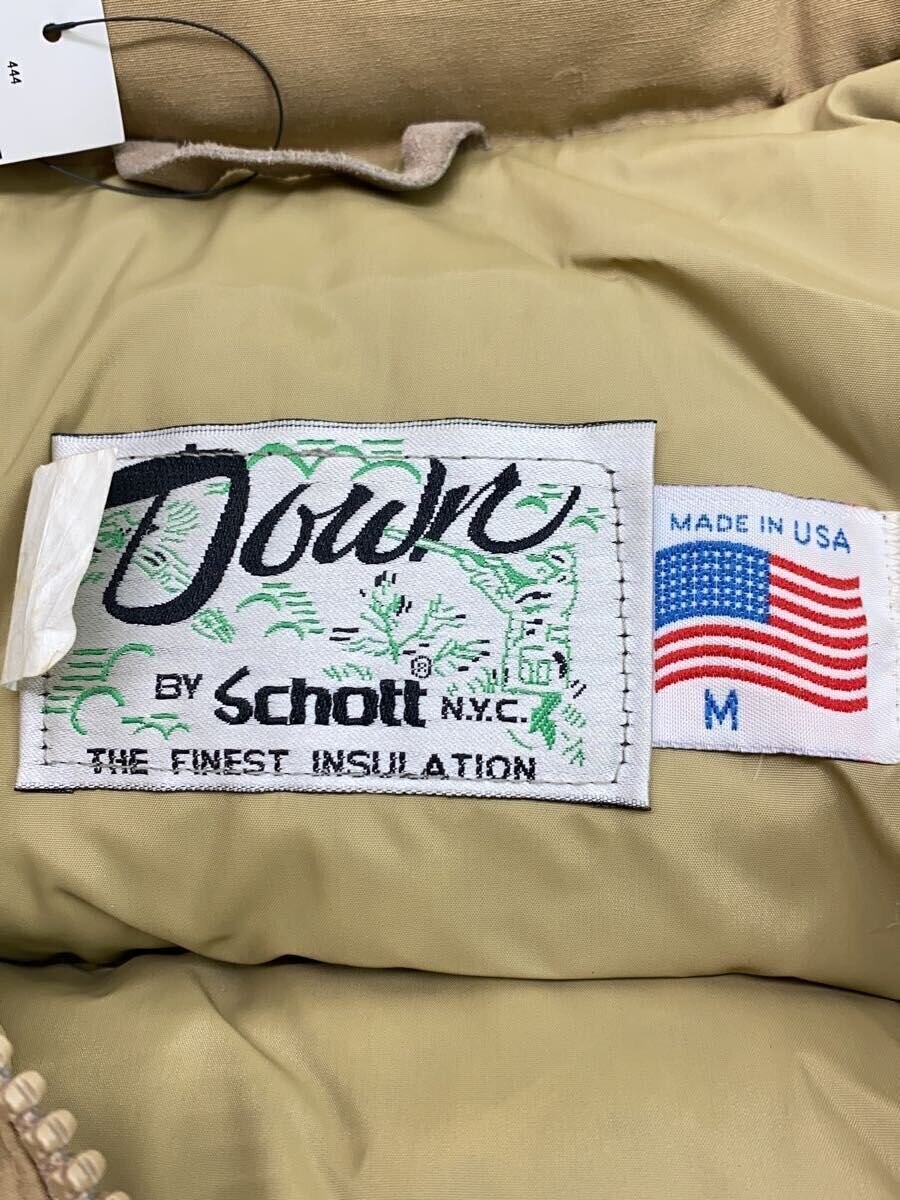 444
Down
BY Schott® N.Y.C.
THE FINEST INSULATION
MADE IN USA
M